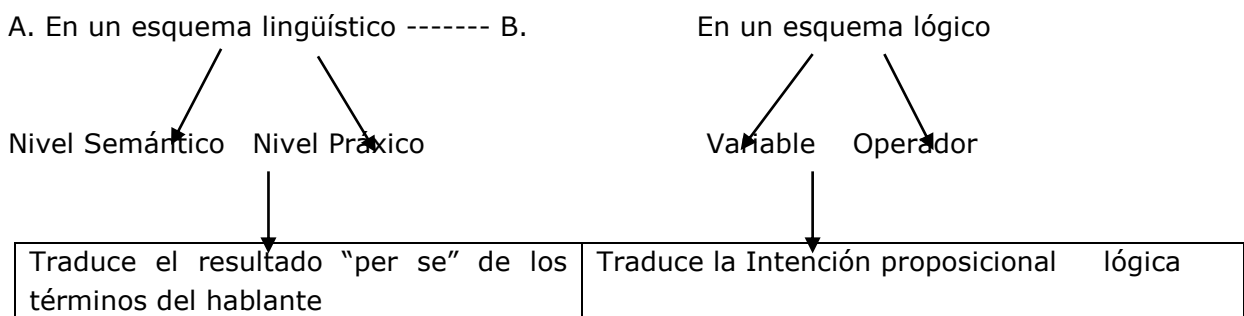 A. En un esquema lingüístico ------- B. En un esquema lógico
Nivel Semántico Nivel Práxico Variable Operador
Traduce el resultado “per se” de los términos del hablante
Traduce la Intención proposicional lógica